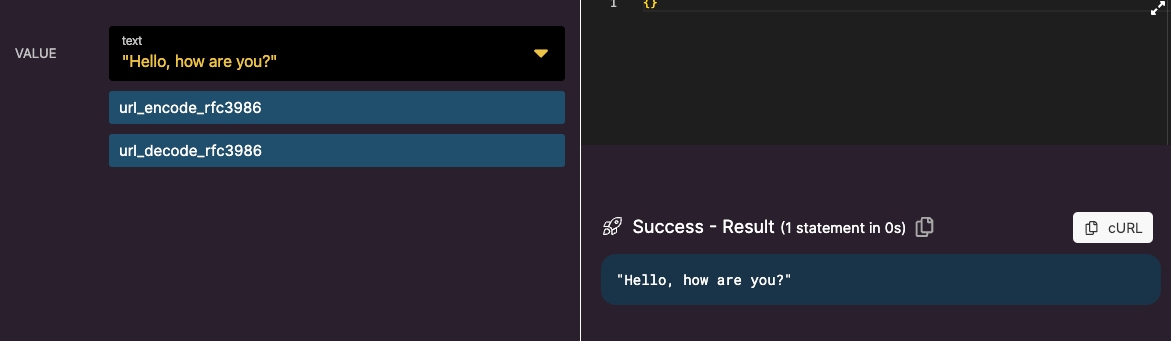 VALUE
text
"Hello, how are you?"
url_encode_rfc3986
url_decode_rfc3986
1 {}
Success - Result (1 statement in 0s)
cURL
"Hello, how are you?"